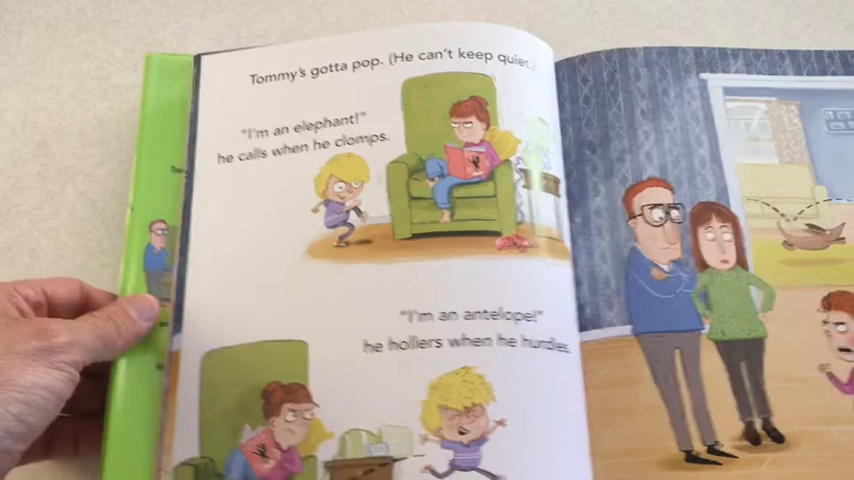 Tommy's gotta pop. (He can't keep quiet.)
"I'm an elephant!"
he calls when he clomps.
"I'm an antelope!"
he hollers when he hurdles.